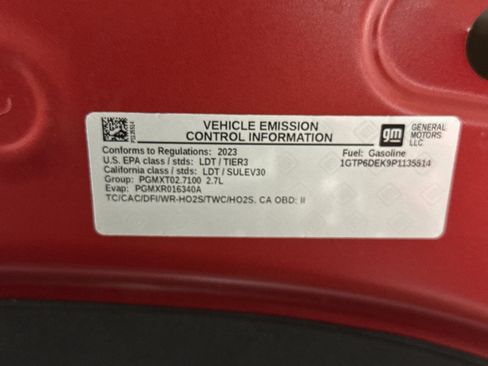 VEHICLE EMISSION
CONTROL INFORMATION
gm
GENERAL
MOTORS
LLC
Conforms to Regulations: 2023
U.S. EPA class / stds: LDT / TIER3
California class / stds: LDT / SULEV30
Group: PGMXT02.7100 2.7L
Evap: PGMXR016340A
TC/CAC/DFI/WR-HO2S/TWC/HO2S, CA OBD: II
Fuel: Gasoline
1GTP6DEK9P1135514